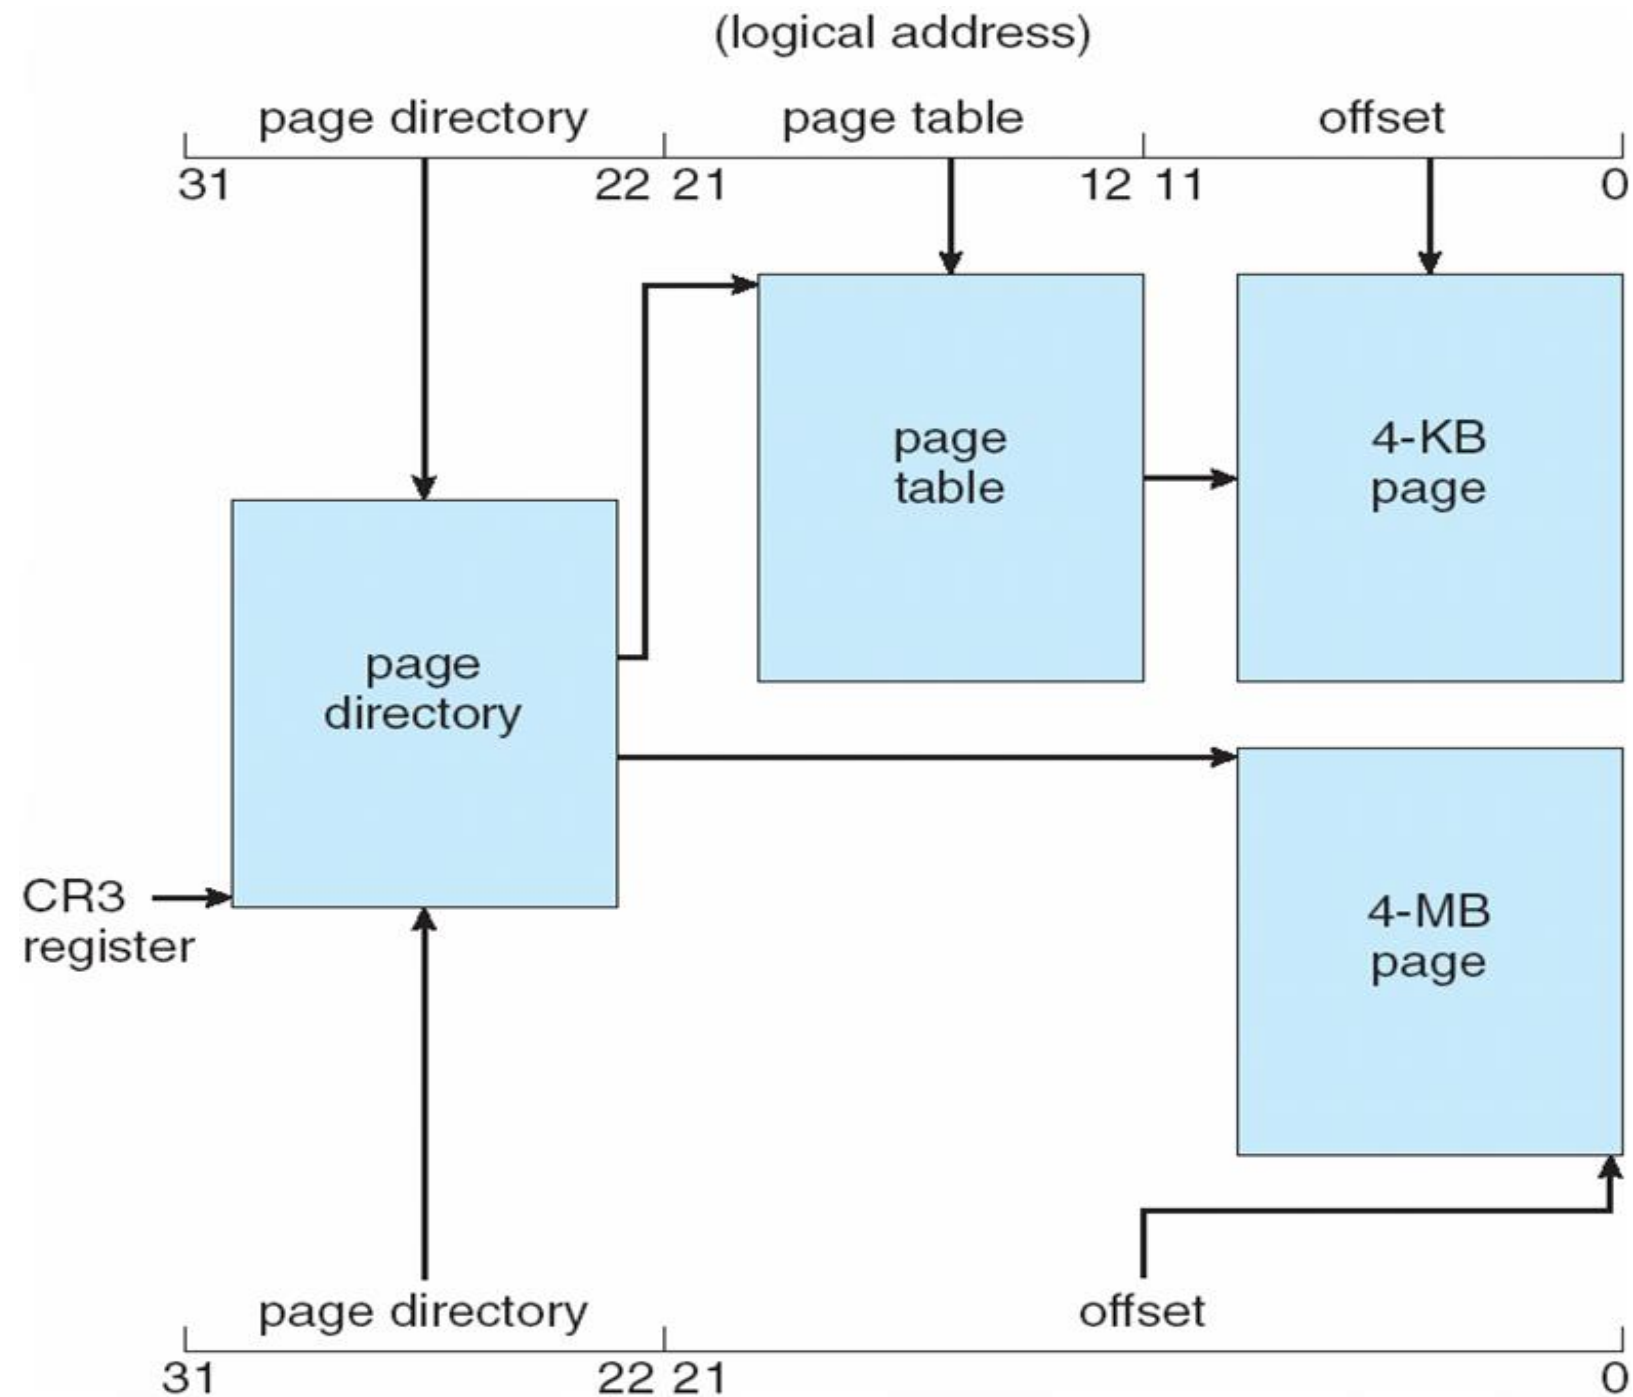 (logical address)
page directory page table offset
31 22 21 12 11 0
page
table
4-KB
page
page
directory
CR3
register
4-MB
page
page directory offset
31 22 21 0